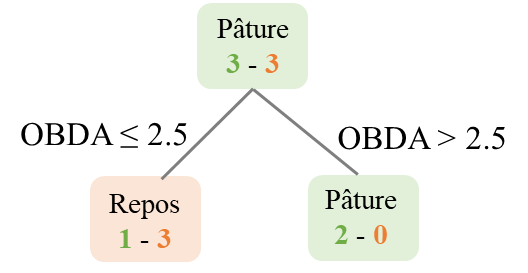 Pâture
3 - 3
OBDA ≤ 2.5
OBDA > 2.5
Repos
1 - 3
Pâture
2 - 0